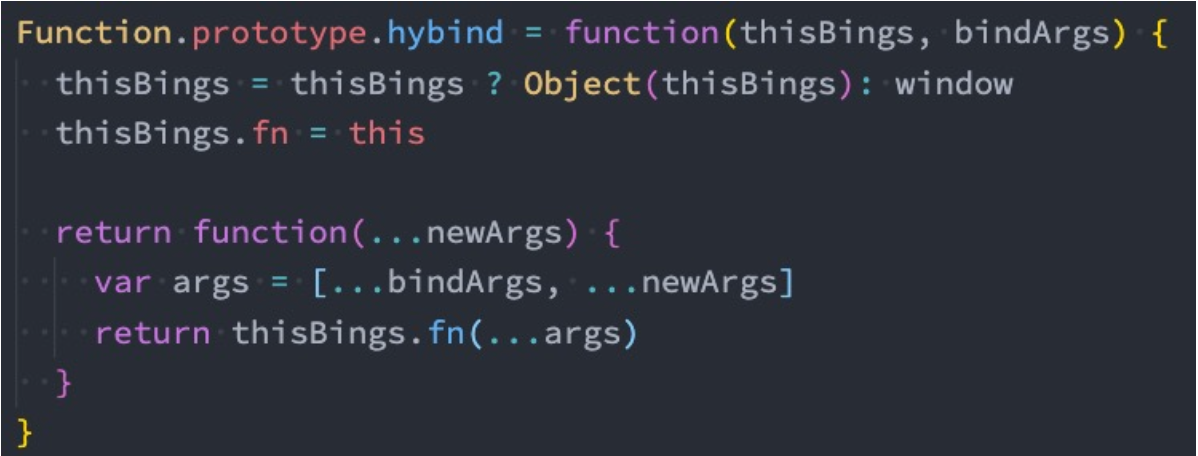 Function.prototype.hybind = function(thisBings, bindArgs) {
  thisBings = thisBings ? Object(thisBings): window
  thisBings.fn = this

  return function(...newArgs) {
    var args = [...bindArgs, ...newArgs]
    return thisBings.fn(...args)
  }
}